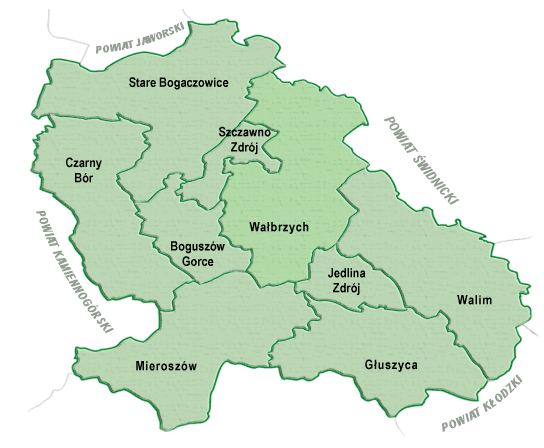 POWIAT JAWORSKI
Stare Bogaczowice
Szczawno
Zdrój
POWIAT ŚWIDNICKI
Czarny
Bór
Wałbrzych
Boguszów
Gorce
Jedlina
Zdrój
Walim
POWIAT KAMIENNOGÓRSKI
Mieroszów
Głuszyca
POWIAT KŁODZKI